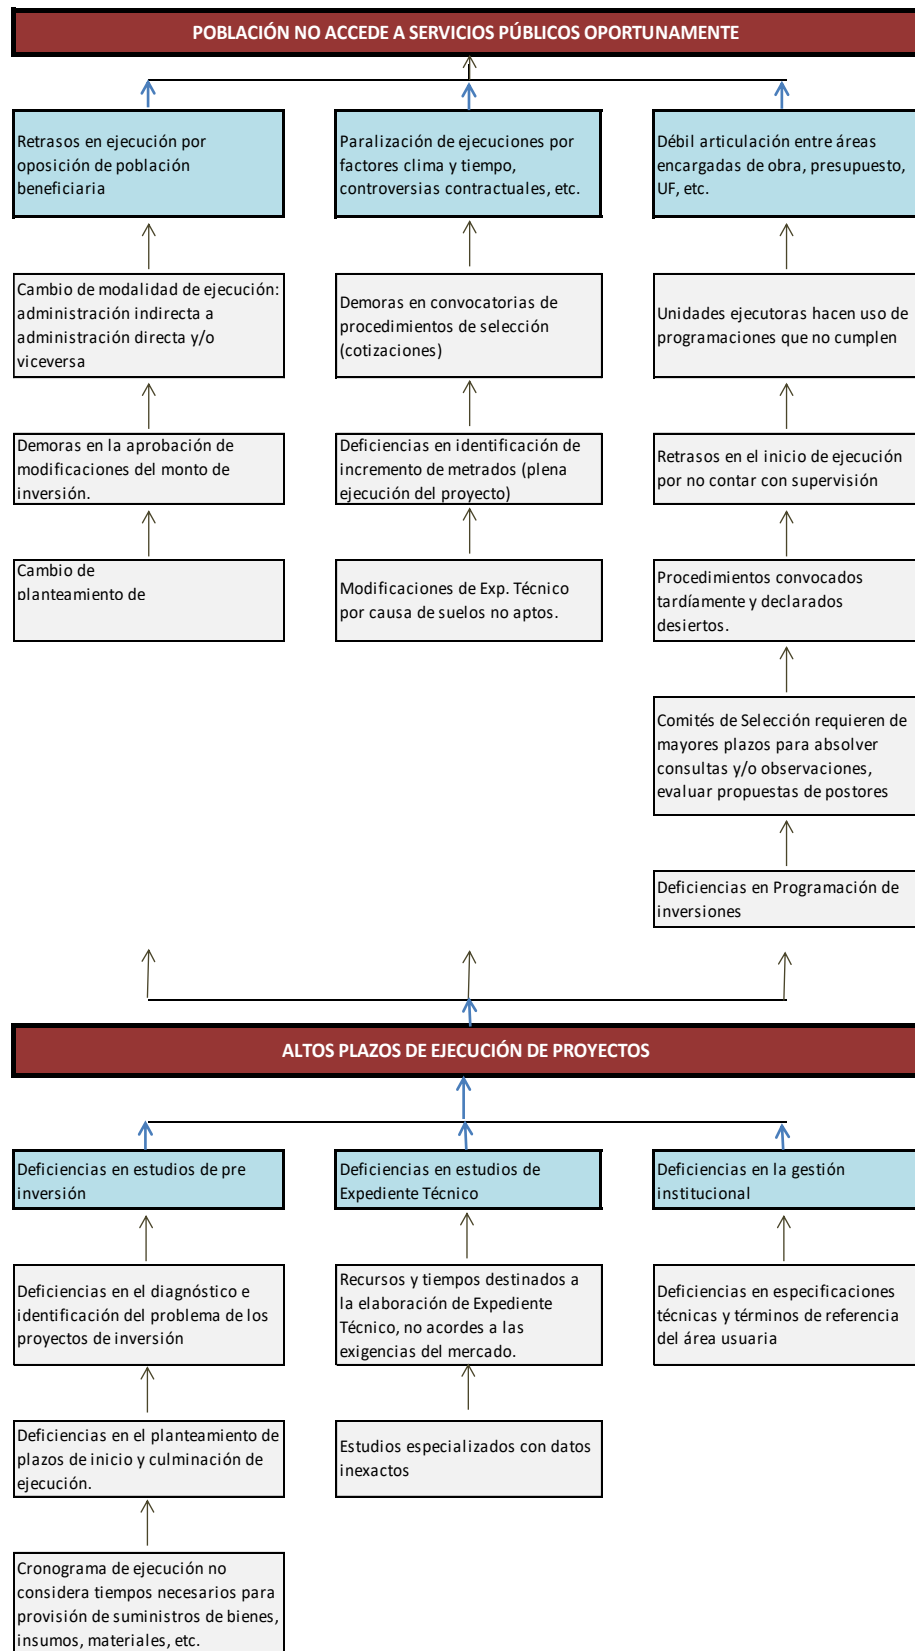 POBLACIÓN NO ACCEDE A SERVICIOS PÚBLICOS OPORTUNAMENTE
Retrasos en ejecución por
oposición de población
beneficiaria
Paralización de ejecuciones por
factores clima y tiempo,
controversias contractuales, etc.
Débil articulación entre áreas
encargadas de obra, presupuesto,
UF, etc.
Cambio de modalidad de ejecución:
administración indirecta a
administración directa y/o
viceversa
Demoras en convocatorias de
procedimientos de selección
(cotizaciones)
Unidades ejecutoras hacen uso de
programaciones que no cumplen
Demoras en la aprobación de
modificaciones del monto de
inversión.
Deficiencias en identificación de
incremento de metrados (plena
ejecución del proyecto)
Retrasos en el inicio de ejecución
por no contar con supervisión
Cambio de
planteamiento de
Modificaciones de Exp. Técnico
por causa de suelos no aptos.
Procedimientos convocados
tardíamente y declarados
desiertos.
Comités de Selección requieren de
mayores plazos para absolver
consultas y/o observaciones,
evaluar propuestas de postores
Deficiencias en Programación de
inversiones
ALTOS PLAZOS DE EJECUCIÓN DE PROYECTOS
Deficiencias en estudios de pre
inversión
Deficiencias en estudios de
Expediente Técnico
Deficiencias en la gestión
institucional
Deficiencias en el diagnóstico e
identificación del problema de los
proyectos de inversión
Recursos y tiempos destinados a
la elaboración de Expediente
Técnico, no acordes a las
exigencias del mercado.
Deficiencias en especificaciones
técnicas y términos de referencia
del área usuaria
Deficiencias en el planteamiento de
plazos de inicio y culminación de
ejecución.
Estudios especializados con datos
inexactos
Cronograma de ejecución no
considera tiempos necesarios para
provisión de suministros de bienes,
insumos, materiales, etc.